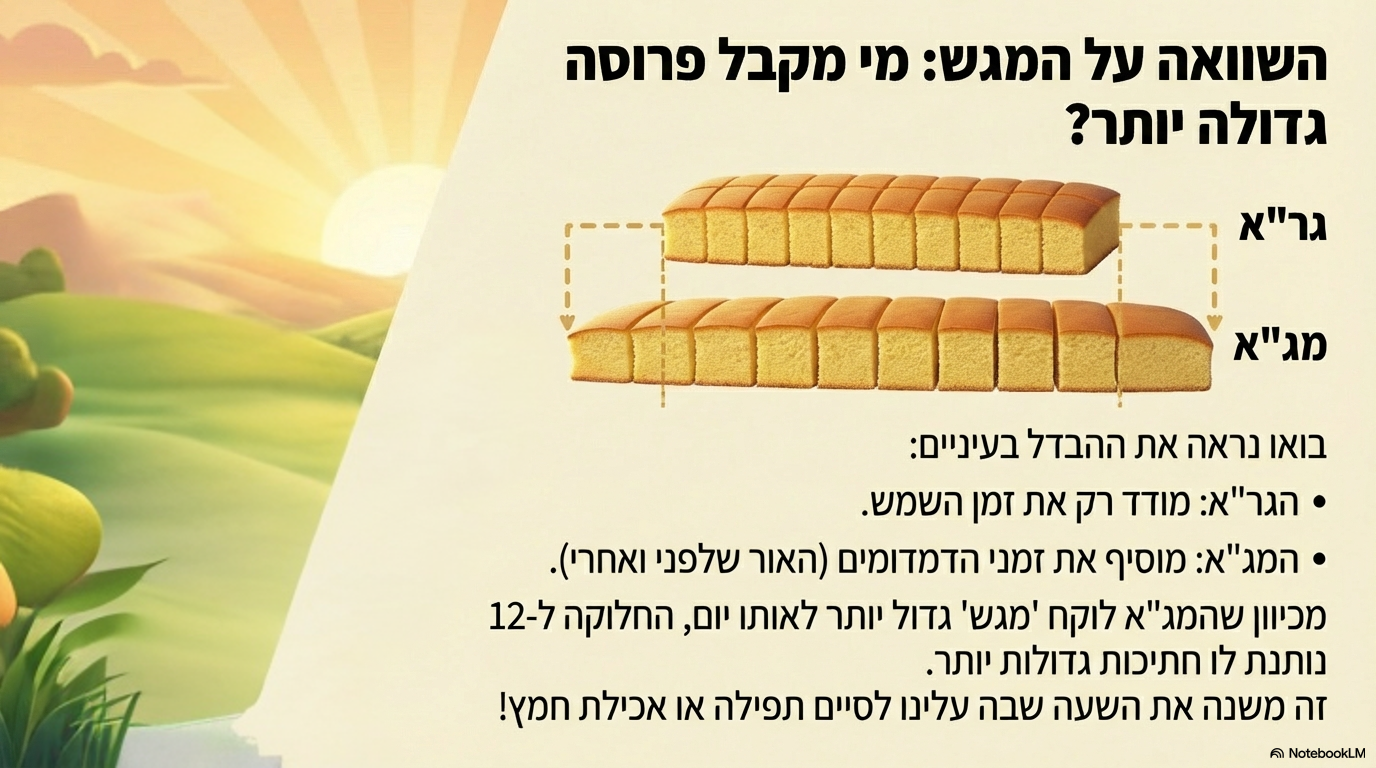 השוואה על המגש: מי מקבל פרוסה
גדולה יותר?
גר"א
מג"א
בואו נראה את ההבדל בעיניים:
• הגר"א: מודד רק את זמן השמש.
• המג"א: מוסיף את זמני הדמדומים (האור שלפני ואחרי).
מכיוון שהמג"א לוקח 'מגש' גדול יותר לאותו יום, החלוקה ל-12
נותנת לו חתיכות גדולות יותר.
זה משנה את השעה שבה עלינו לסיים תפילה או אכילת חמץ!
NotebookLM